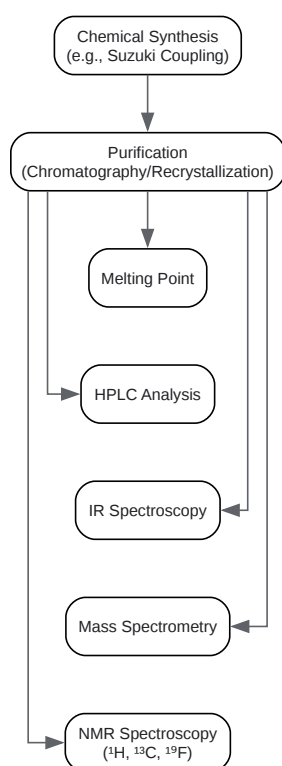 Chemical Synthesis
(e.g., Suzuki Coupling)
Purification
(Chromatography/Recrystallization)
Melting Point
HPLC Analysis
IR Spectroscopy
Mass Spectrometry
NMR Spectroscopy
(¹H, ¹³C, ¹⁹F)